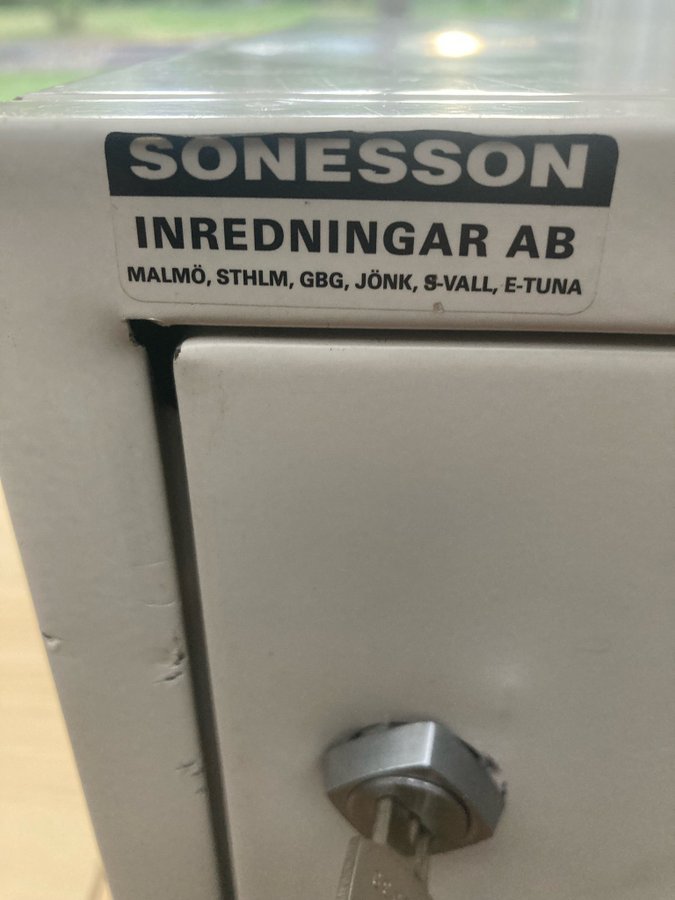 SONESSON
INREDNINGAR AB
MALMÖ, STHLM, GBG, JÖNK, S-VALL, E-TUNA